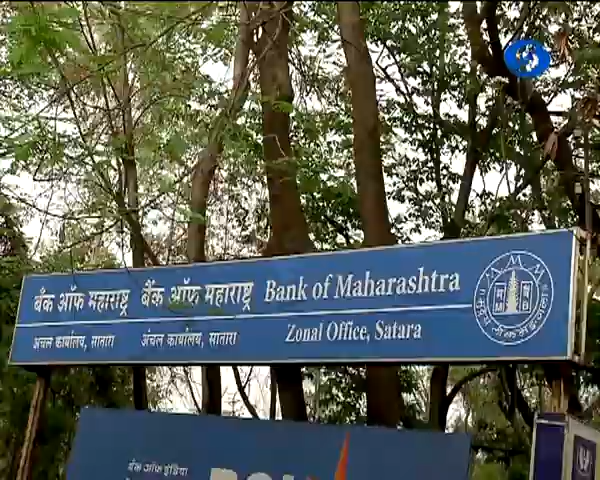 बँक ऑफ महाराष्ट्र बैंक ऑफ महाराष्ट्र Bank of Maharashtra
अंचल कार्यालय, सातारा अंचल कार्यालय, सातारा Zonal Office, Satara
बँक ऑफ इंडिया